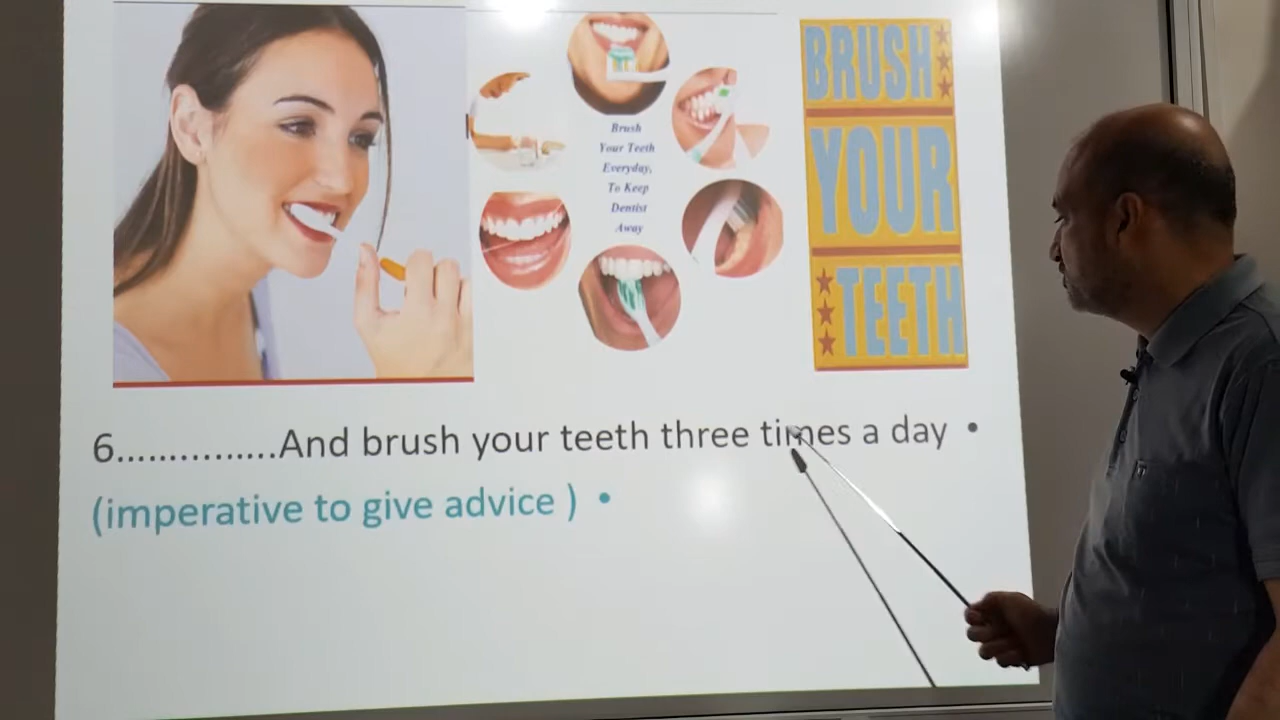 Brush
Your Teeth
Everyday,
To Keep
Dentist
Away
BRUSH
YOUR
TEETH
6...............And brush your teeth three times a day •
(imperative to give advice ) •